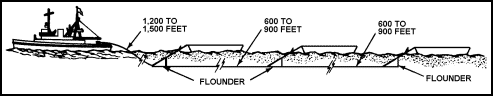 1,200 TO
1,500 FEET
600 TO
900 FEET
600 TO
900 FEET
FLOUNDER
FLOUNDER